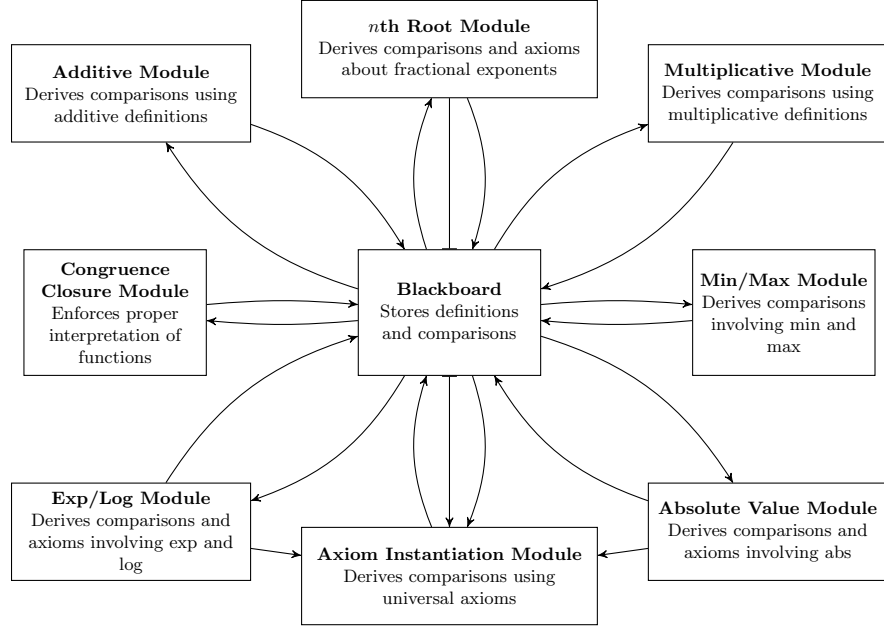 nth Root Module
Derives comparisons and axioms
about fractional exponents
Additive Module
Derives comparisons using
additive definitions
Multiplicative Module
Derives comparisons using
multiplicative definitions
Congruence
Closure Module
Enforces proper
interpretation of
functions
Blackboard
Stores definitions
and comparisons
Min/Max Module
Derives comparisons
involving min and
max
Exp/Log Module
Derives comparisons and
axioms involving exp and
log
Axiom Instantiation Module
Derives comparisons using
universal axioms
Absolute Value Module
Derives comparisons and
axioms involving abs